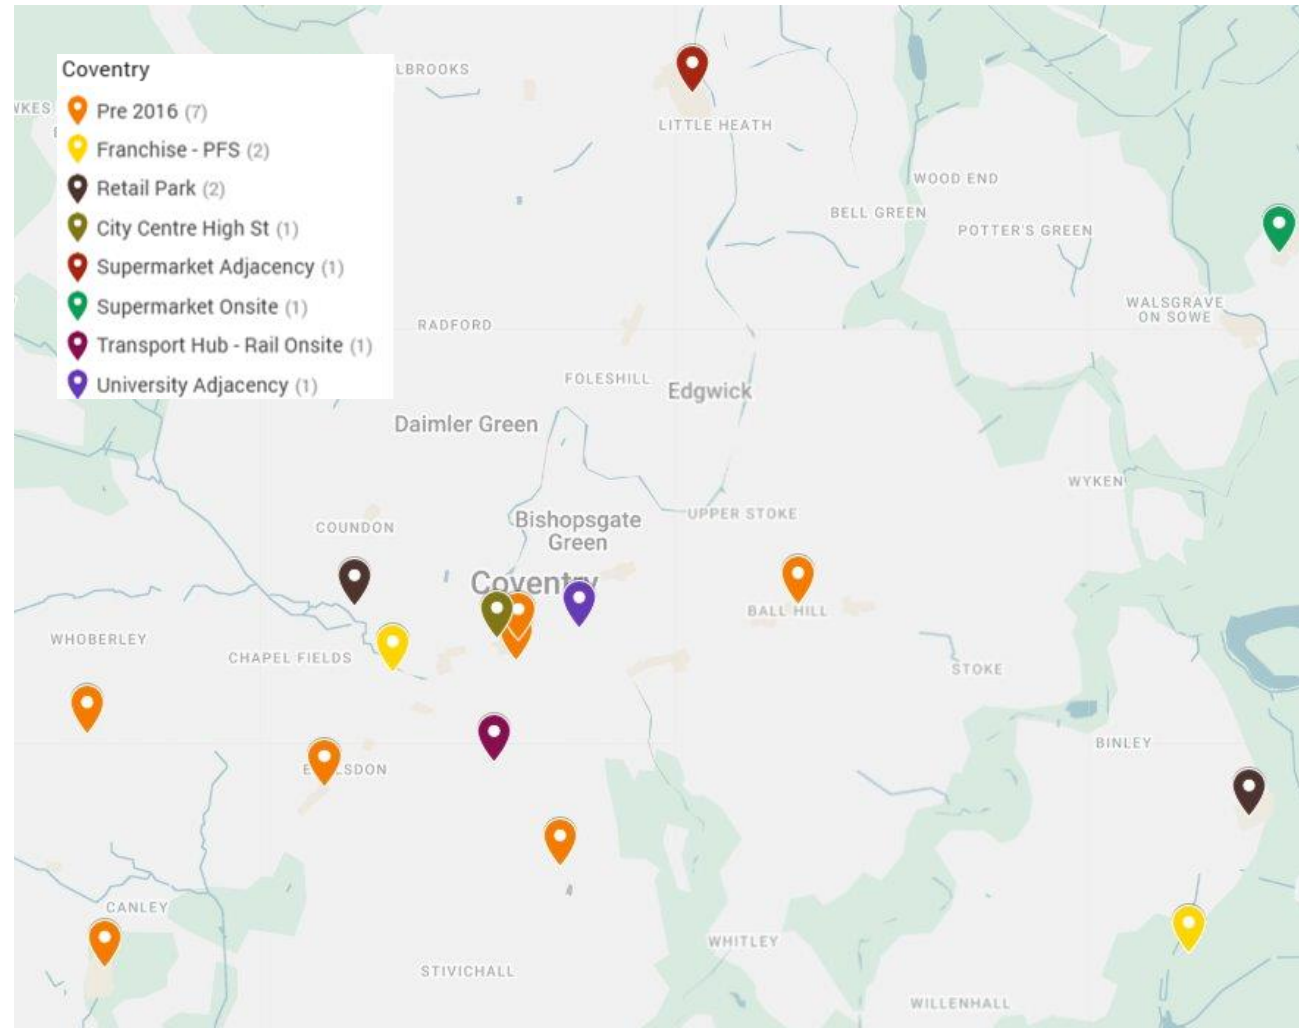 Coventry
Pre 2016 (7)
Franchise - PFS (2)
Retail Park (2)
City Centre High St (1)
Supermarket Adjacency (1)
Supermarket Onsite (1)
Transport Hub - Rail Onsite (1)
University Adjacency (1)
LBROOKS
LITTLE HEATH
WOOD END
BELL GREEN
POTTER'S GREEN
WALSGRAVE
ON SOWE
RADFORD
FOLESHILL
Edgwick
Daimler Green
WYKEN
UPPER STOKE
Bishopsgate
Green
COUNDON
Coventry
BALL HILL
WHOBERLEY
CHAPEL FIELDS
STOKE
BINLEY
CANLEY
WHITLEY
STIVICHALL
WILLENHALL